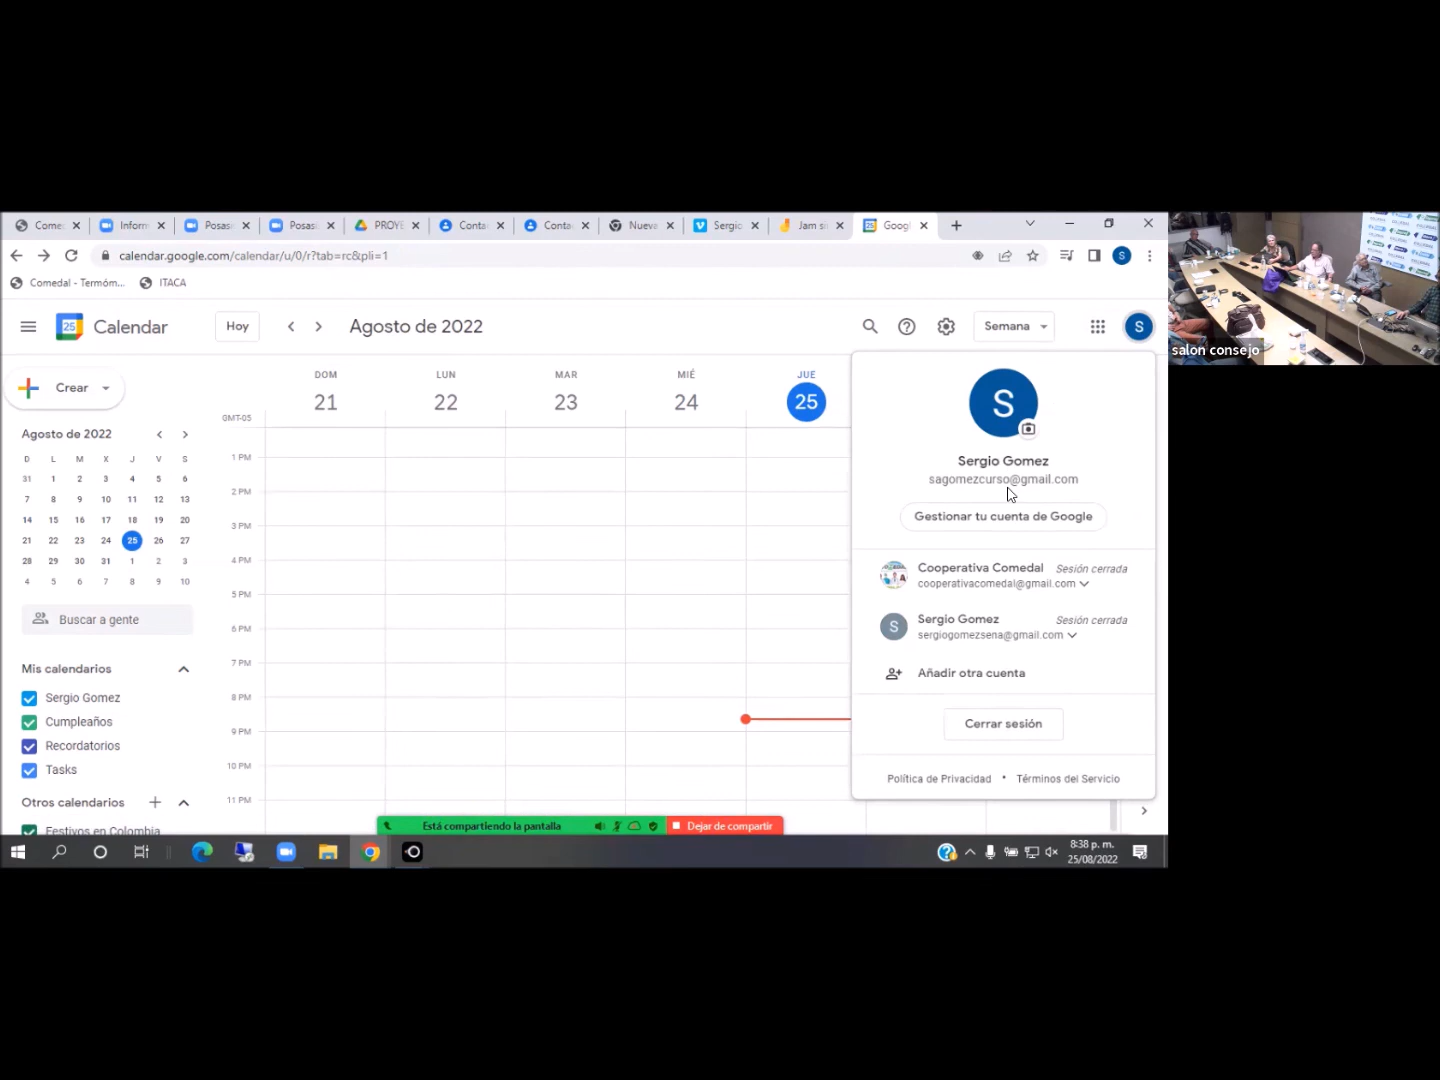 Come
Inform
Posas
Posas
PROYE
Conta
Conta
Nueva
Sergio
Jam si
Goog
calendar.google.com/calendar/u/0/r?tab=rc&pli=1
S
Comedal - Termóm...
ITACA
25
Calendar
Hoy
Agosto de 2022
Semana
S
Crear
DOM
LUN
MAR
MIÉ
JUE
21
22
23
24
25
GMT-05
Agosto de 2022
D L M X J V S
31 1 2 3 4 5 6
7 8 9 10 11 12 13
14 15 16 17 18 19 20
21 22 23 24 25 26 27
28 29 30 31 1 2 3
4 5 6 7 8 9 10
Buscar a gente
Mis calendarios
Sergio Gomez
Cumpleaños
Recordatorios
Tasks
Otros calendarios
Festivos en Colombia
1 PM
2 PM
3 PM
4 PM
5 PM
6 PM
7 PM
8 PM
9 PM
10 PM
11 PM
S
Sergio Gomez
sagomezcurso@gmail.com
Gestionar tu cuenta de Google
Cooperativa Comedal Sesión cerrada
cooperativacomedal@gmail.com
S
Sergio Gomez Sesión cerrada
sergiogomezsena@gmail.com
Añadir otra cuenta
Cerrar sesión
Política de Privacidad • Términos del Servicio
Está compartiendo la pantalla
Dejar de compartir
8:38 p. m.
25/08/2022
salon consejo